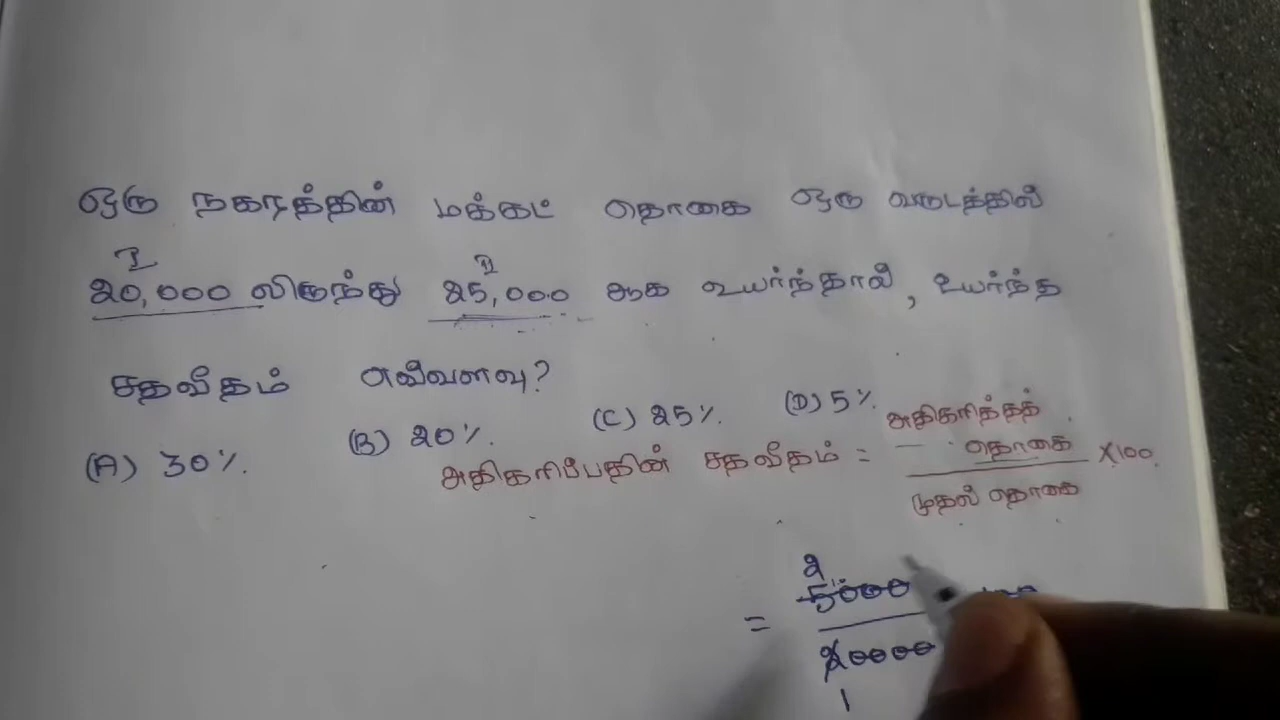 ஒரு நகரத்தின் மக்கட் தொகை ஒரு வருடத்தில்
I I
20,000 லிருந்து 25,000 ஆக உயர்ந்தால், உயர்ந்த
சதவீதம் எவ்வளவு?
(A) 30%. (B) 20%. (C) 25%. (D) 5%.
அதிகரிப்பதின் சதவீதம் = அதிகரித்தத் தொகை ×100
முதல் தொகை
2
= 5000
20000
1